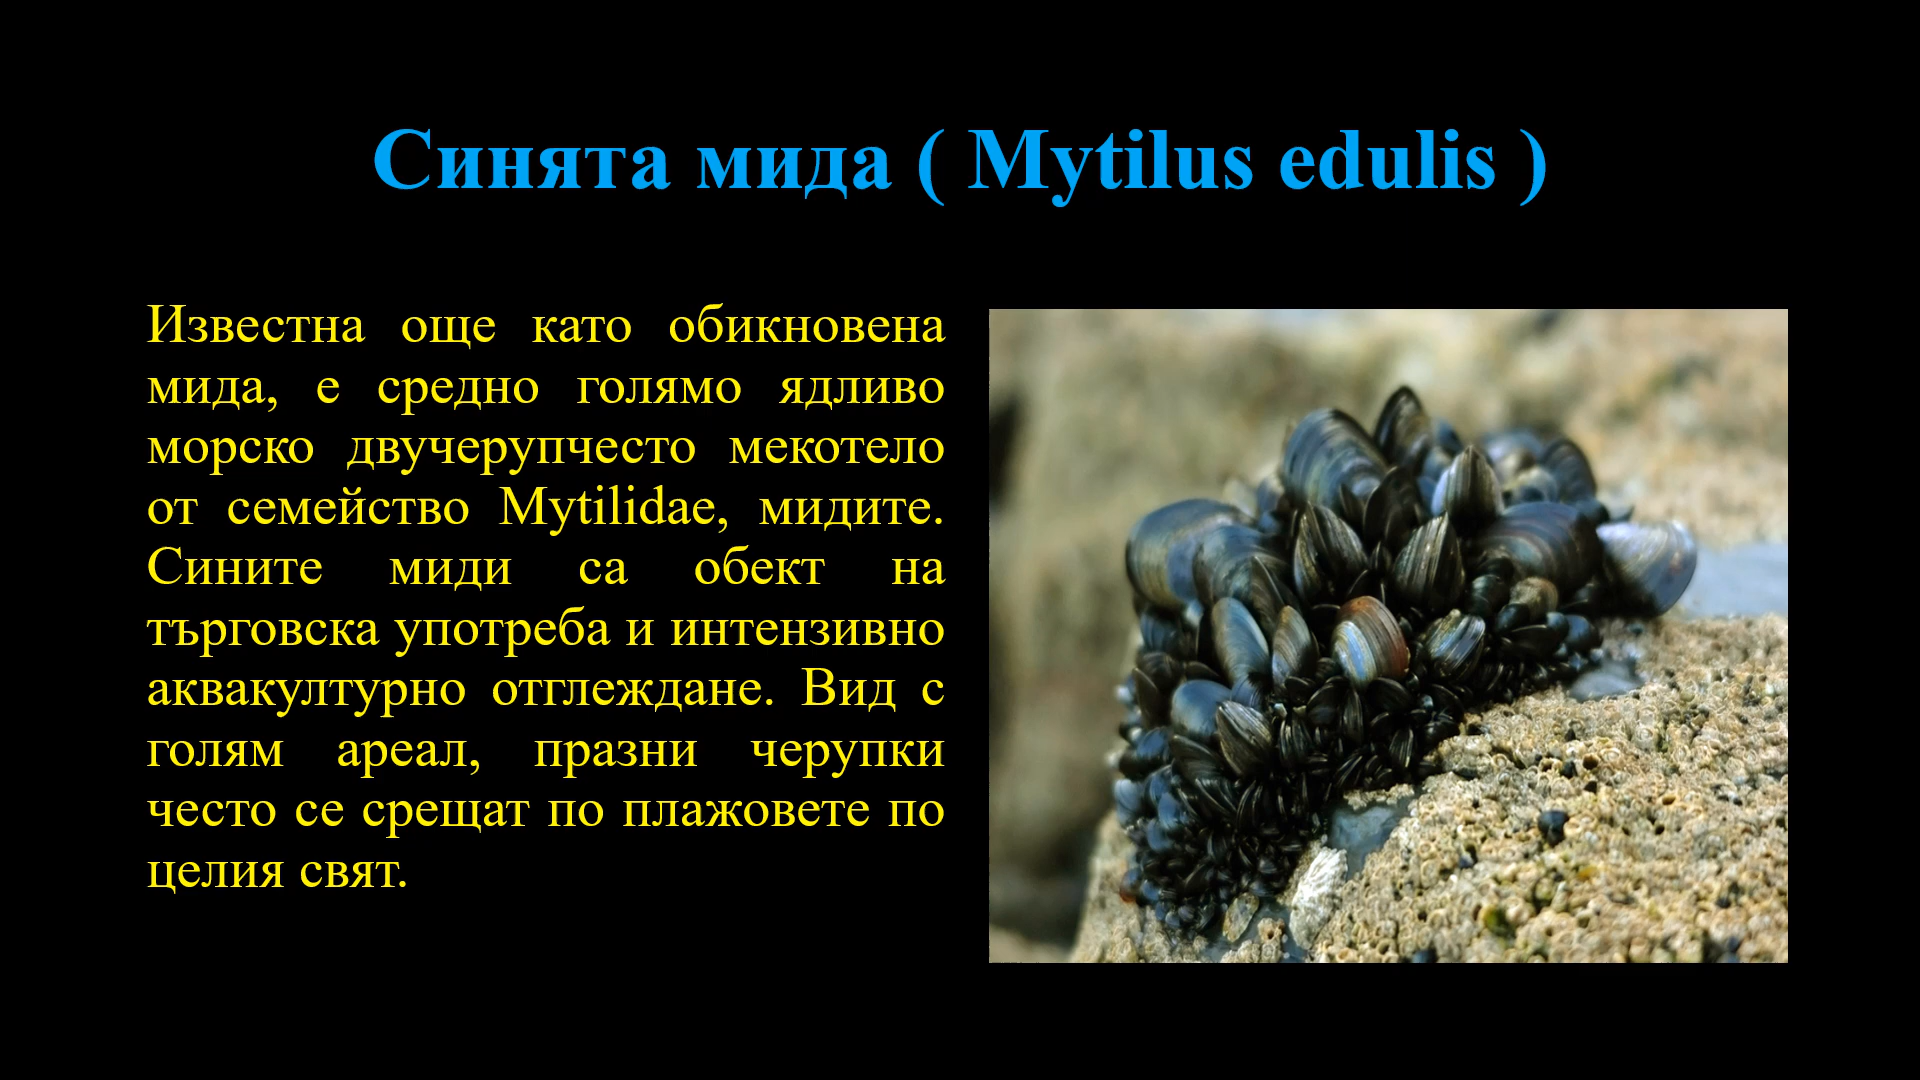 Синята мида ( Mytilus edulis )
Известна още като обикновена
мида, е средно голямо ядливо
морско двучерупчесто мекотело
от семейство Mytilidae, мидите.
Сините миди са обект на
търговска употреба и интензивно
аквакултурно отглеждане. Вид с
голям ареал, празни черупки
често се срещат по плажовете по
целия свят.